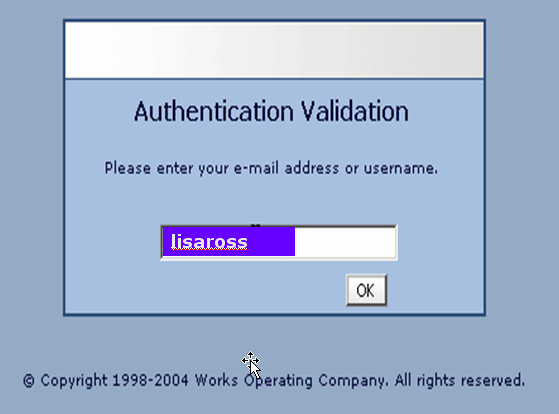 Authentication Validation
Please enter your e-mail address or username.
lisaross
OK
© Copyright 1998-2004 Works Operating Company. All rights reserved.